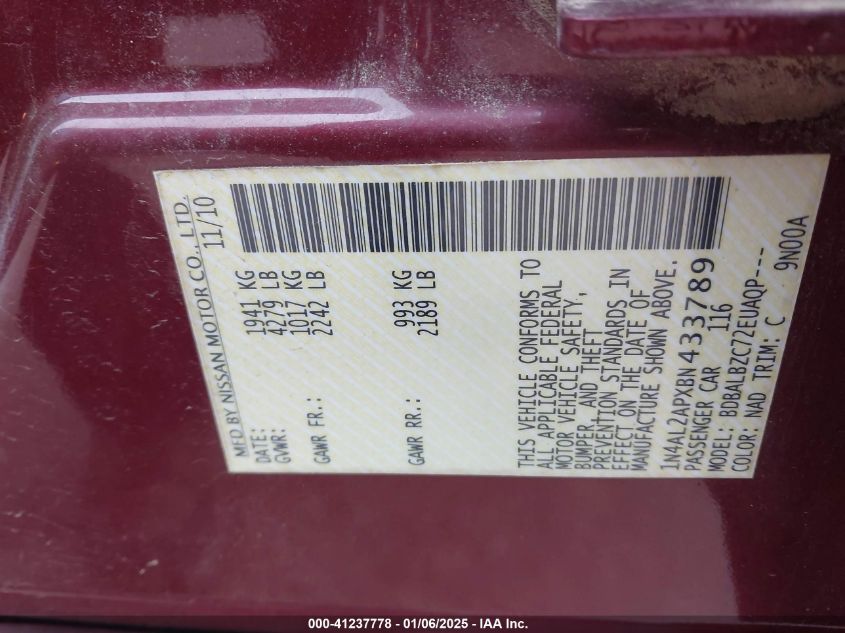 MFD BY NISSAN MOTOR CO., LTD.
DATE: 11/10
GVWR: 1941 KG
4279 LB
GAWR FR.: 1017 KG
2242 LB
GAWR RR.: 993 KG
2189 LB
THIS VEHICLE CONFORMS TO
ALL APPLICABLE FEDERAL
MOTOR VEHICLE SAFETY,
BUMPER, AND THEFT
PREVENTION STANDARDS IN
EFFECT ON THE DATE OF
MANUFACTURE SHOWN ABOVE.
1N4AL2APXBN433789
PASSENGER CAR 116
MODEL: BDBALBZC72EUAQP---
COLOR: NAD TRIM: C 9N00A
000-41237778 - 01/06/2025 - IAA Inc.